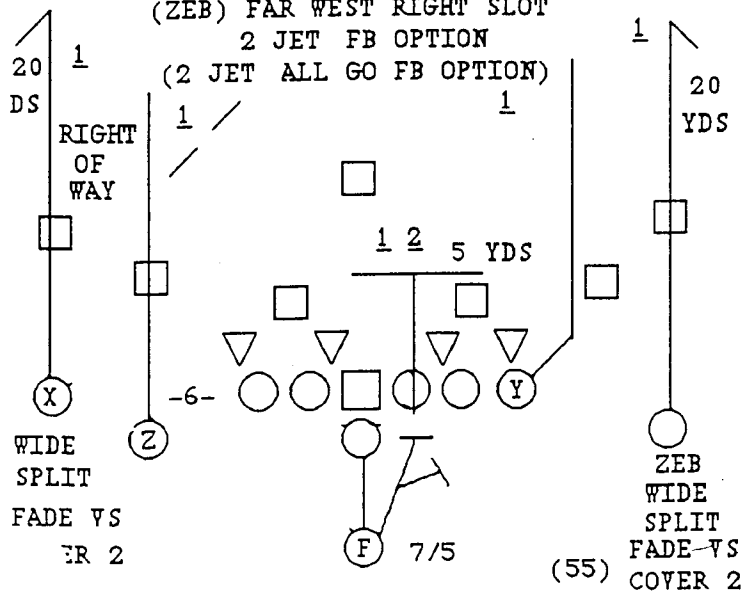 (ZEB) FAR WEST RIGHT SLOT
2 JET FB OPTION
(2 JET ALL GO FB OPTION)
20
DS
1
RIGHT
OF
WAY
1
1
1
20
YDS
1 2
5 YDS
X
-6-
Z
Y
WIDE
SPLIT
FADE VS
ER 2
F
7/5
(55)
ZEB
WIDE
SPLIT
FADE-VS
COVER 2